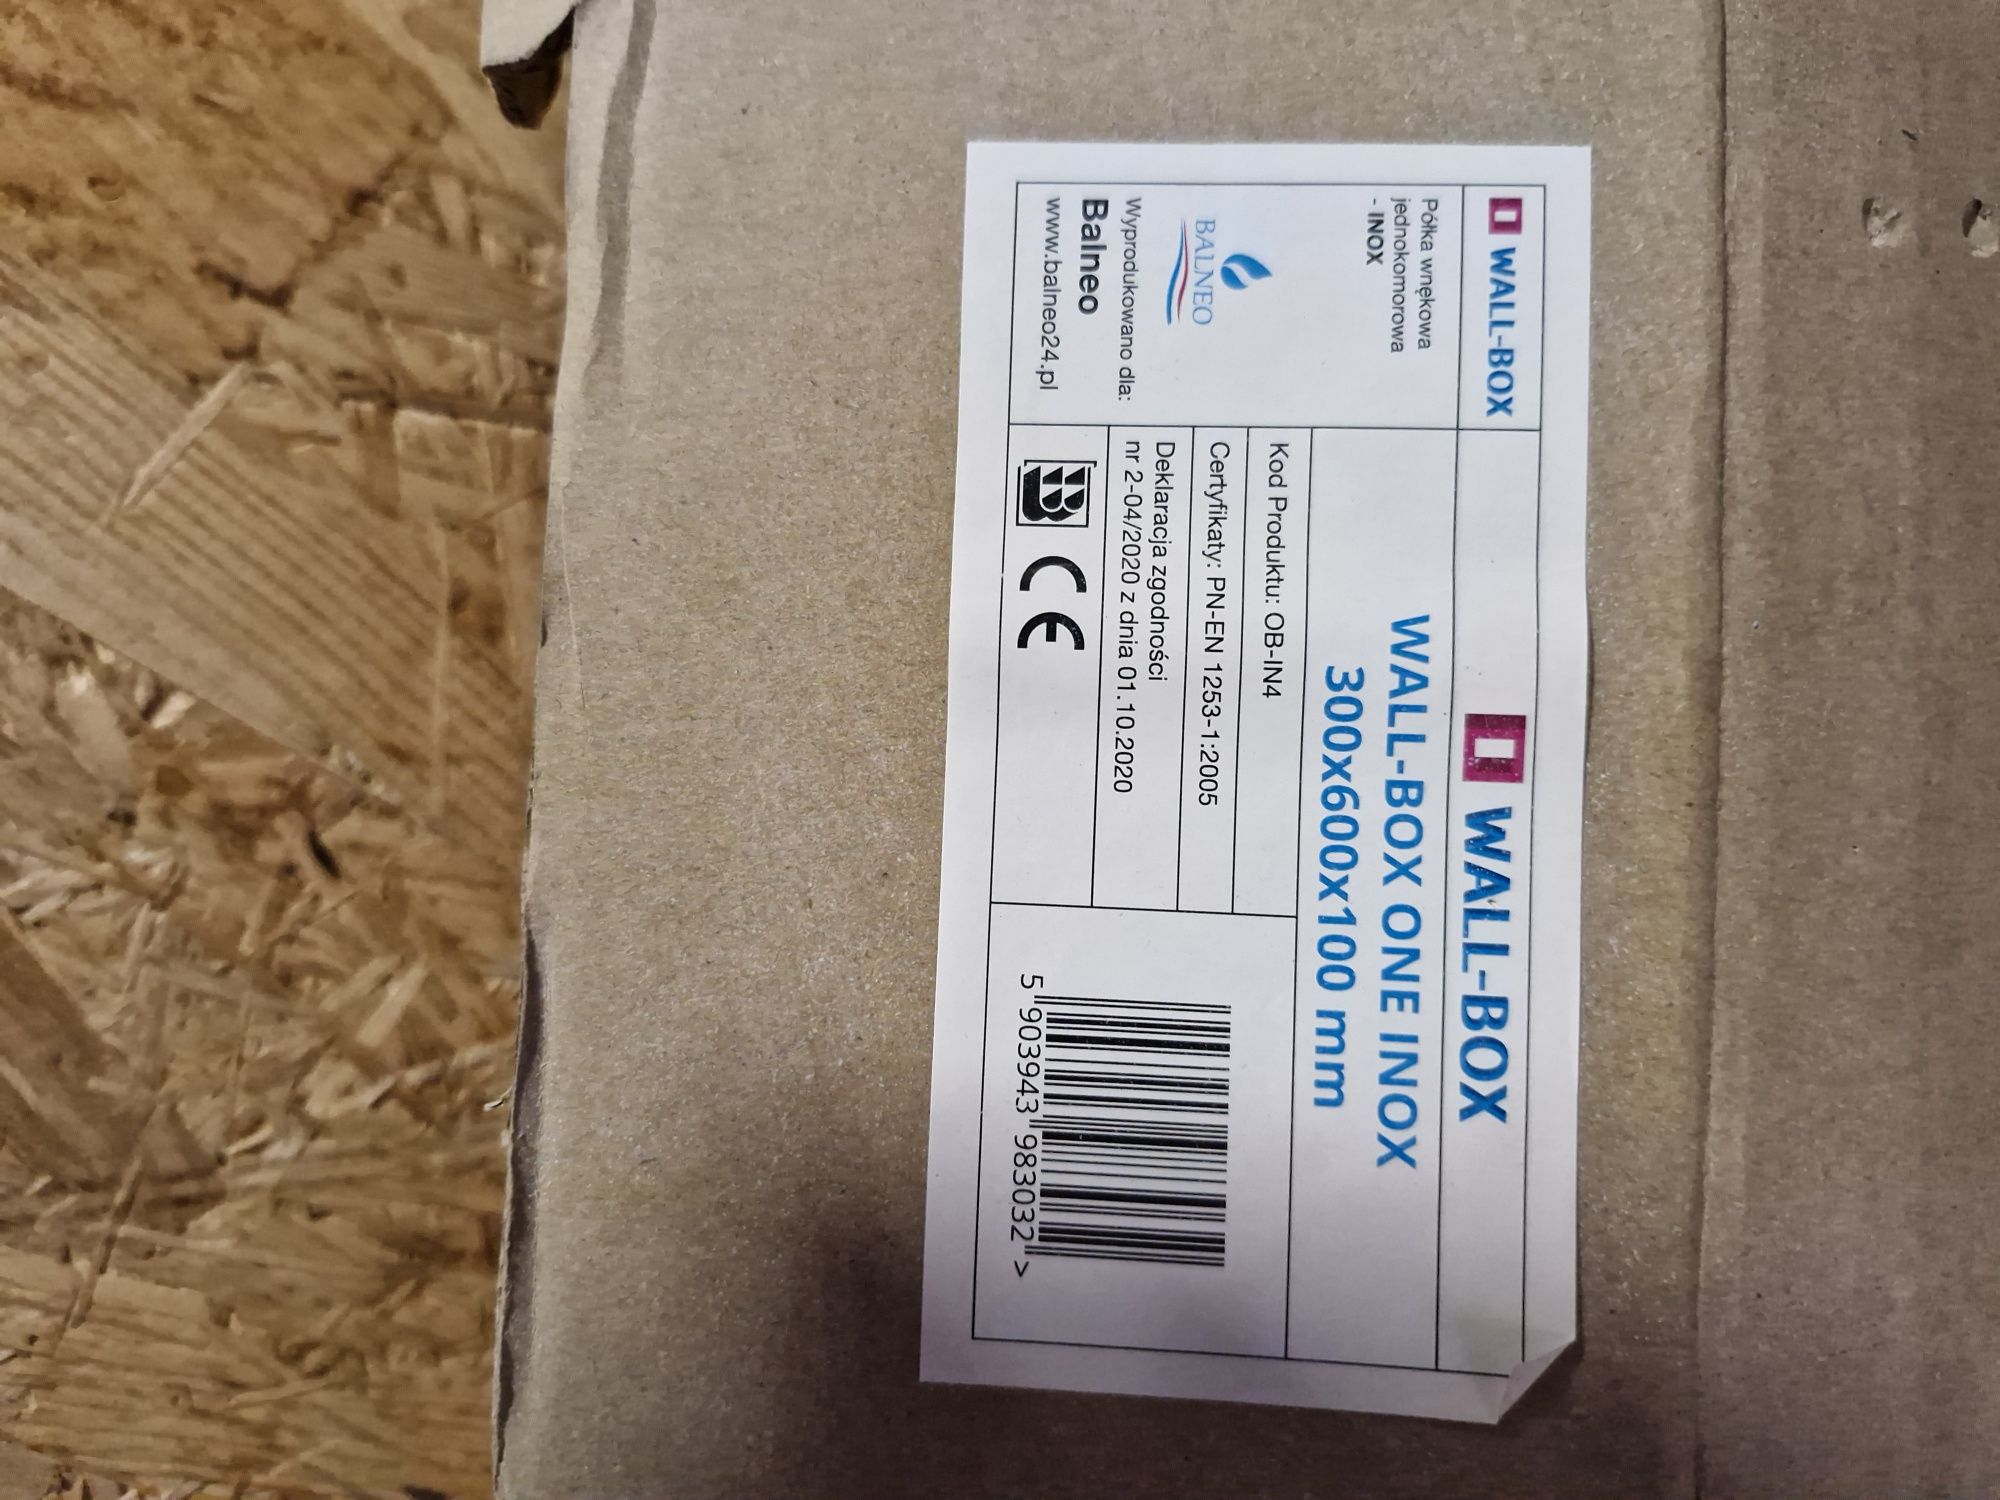 WALL-BOX
WALL-BOX
Półka wnękowa
jednokomorowa
- INOX
BALNEO
Wyprodukowano dla:
Balneo
www.balneo24.pl
WALL-BOX ONE INOX
300x600x100 mm
Kod Produktu: OB-IN4
Certyfikaty: PN-EN 1253-1:2005
Deklaracja zgodności
nr 2-04/2020 z dnia 01.10.2020
B CE
5 903943 983032 >